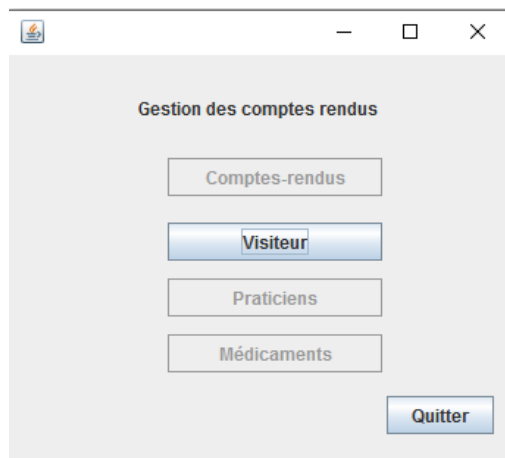 Gestion des comptes rendus
Comptes-rendus
Visiteur
Praticiens
Médicaments
Quitter